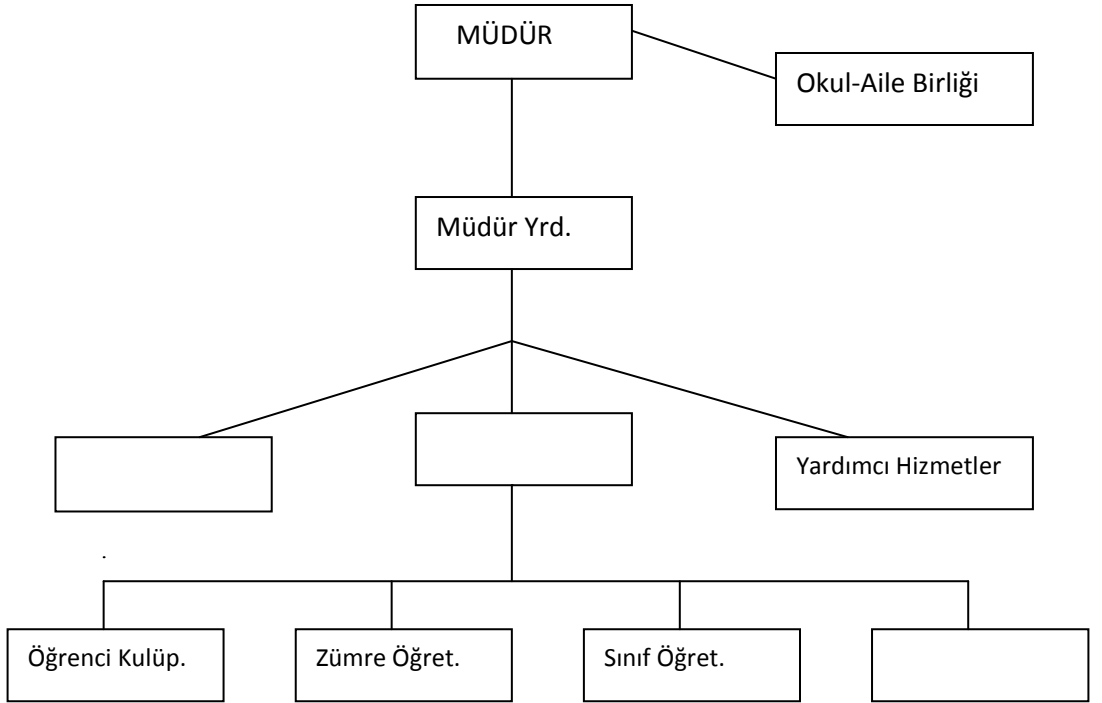 MÜDÜR
Okul-Aile Birliği
Müdür Yrd.
Yardımcı Hizmetler
.
Öğrenci Kulüp.
Zümre Öğret.
Sınıf Öğret.